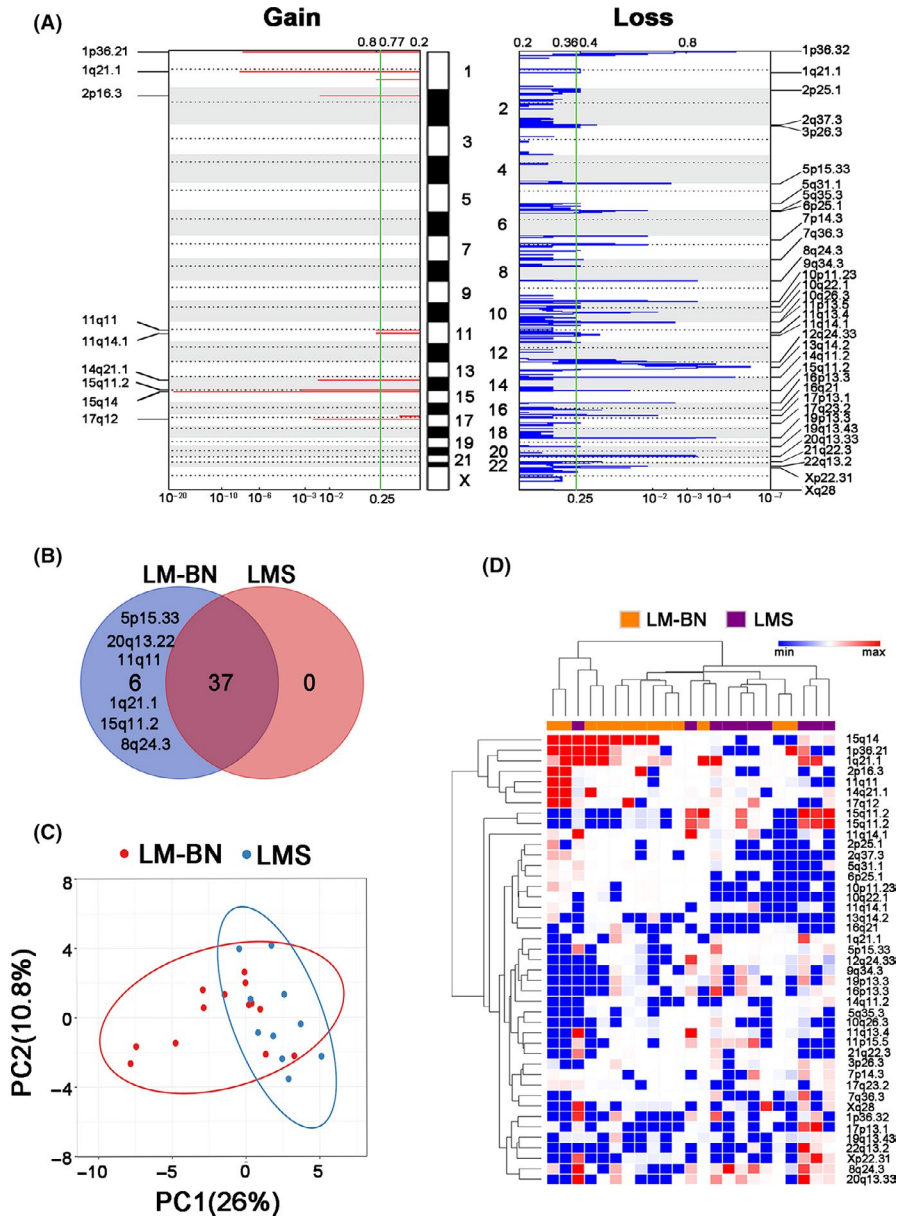 (A)
Gain
Loss
0.8 0.77 0.2
0.2 0.36 0.4 0.8
1p36.21
1q21.1
2p16.3
11q11
11q14.1
14q21.1
15q11.2
15q14
17q12
1
3
5
7
9
11
13
15
17
19
21
X
2
4
6
8
10
12
14
16
18
20
22
1p36.32
1q21.1
2p25.1
2q37.3
3p26.3
5p15.33
5q31.1
5q35.3
6p25.1
7p14.3
7q36.3
8q24.3
9q34.3
10p11.23
10q22.1
10q26.3
11p13.5
11q13.4
11q14.1
12q24.33
13q14.2
14q11.2
15q11.2
16p13.3
16q21
17p13.1
17q23.2
19p13.3
19q13.43
20q13.33
21q22.3
22q13.2
Xp22.31
Xq28
10⁻²⁰ 10⁻¹⁰ 10⁻⁶ 10⁻³ 10⁻² 0.25
0.25 10⁻² 10⁻³ 10⁻⁴ 10⁻⁷
(B)
LM-BN LMS
5p15.33
20q13.22
11q11
6 37 0
1q21.1
15q11.2
8q24.3
(C)
LM-BN LMS
8
4
0
−4
−8
PC2(10.8%)
−10 −5 0 5
PC1(26%)
(D)
LM-BN LMS
min max
15q14
1p36.21
1q21.1
2p16.3
11q11
14q21.1
17q12
15q11.2
15q11.2
11q14.1
2p25.1
2q37.3
5q31.1
6p25.1
10p11.23
10q22.1
11q14.1
13q14.2
16q21
1q21.1
5p15.33
12q24.33
9q34.3
19p13.3
16p13.3
14q11.2
5q35.3
10q26.3
11q13.4
11p15.5
21q22.3
3p26.3
7p14.3
17q23.2
7q36.3
Xq28
1p36.32
17p13.1
19q13.43
22q13.2
Xp22.31
8q24.3
20q13.33